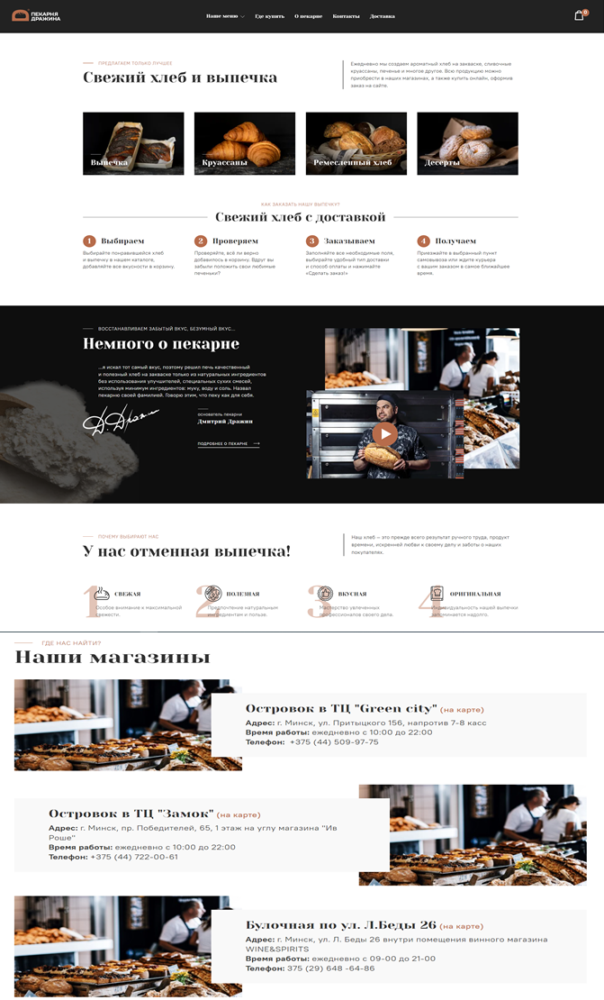 ПЕКАРНЯ
ДРАЖИНА
Наше меню
Где купить
О пекарне
Контакты
Доставка
0
ПРЕДЛАГАЕМ ТОЛЬКО ЛУЧШЕЕ
Свежий хлеб и выпечка
Ежедневно мы создаем ароматный хлеб на закваске, сливочные
круассаны, печенье и многое другое. Всю продукцию можно
приобрести в наших магазинах, а также купить онлайн, оформив
заказ на сайте.
Выпечка
Круассаны
Ремесленный хлеб
Десерты
КАК ЗАКАЗАТЬ НАШУ ВЫПЕЧКУ?
Свежий хлеб с доставкой
1 Выбираем
Выбирайте понравившийся хлеб
и выпечку в нашем каталоге,
добавляйте все вкусности в корзину.
2 Проверяем
Проверяйте, всё ли верно
добавилось в корзину. Вдруг вы
забыли положить свои любимые
печеньки?
3 Заказываем
Заполняйте все необходимые поля,
выбирайте удобный тип доставки
и способ оплаты и нажимайте
«Сделать заказ!»
4 Получаем
Приезжайте в выбранный пункт
самовывоза или ждите курьера
с вашим заказом в самое ближайшее
время.
ВОССТАНАВЛИВАЕМ ЗАБЫТЫЙ ВКУС, БЕЗУМНЫЙ ВКУС...
Немного о пекарне
...я искал тот самый вкус, поэтому решил печь качественный
и полезный хлеб на закваске только из натуральных ингредиентов
без использования улучшителей, специальных сухих смесей,
используя минимум ингредиентов: муку, воду и соль. Назвал
пекарню своей фамилией. Говорю этим, что пеку как для себя.
Д. Дражин
основатель пекарни
Дмитрий Дражин
ПОДРОБНЕЕ О ПЕКАРНЕ
ПОЧЕМУ ВЫБИРАЮТ НАС
У нас отменная выпечка!
Наш хлеб — это прежде всего результат ручного труда, продукт
времени, искренней любви к своему делу и заботы о наших
покупателях.
1 СВЕЖАЯ
Особое внимание к максимальной
свежести.
2 ПОЛЕЗНАЯ
Предпочтение натуральным
ингредиентам и пользе.
3 ВКУСНАЯ
Мастерство увлеченных
профессионалов своего дела.
4 ОРИГИНАЛЬНАЯ
Индивидуальность нашей выпечки
запоминается надолго.
ГДЕ НАС НАЙТИ?
Наши магазины
Островок в ТЦ "Green city" (на карте)
Адрес: г. Минск, ул. Притыцкого 156, напротив 7-8 касс
Время работы: ежедневно с 10:00 до 22:00
Телефон: +375 (44) 509-97-75
Островок в ТЦ "Замок" (на карте)
Адрес: г. Минск, пр. Победителей, 65, 1 этаж на углу магазина "Ив
Роше"
Время работы: ежедневно с 10:00 до 22:00
Телефон: +375 (44) 722-00-61
Булочная по ул. Л.Беды 26 (на карте)
Адрес: г. Минск, ул. Л. Беды 26 внутри помещения винного магазина
WINE&SPIRITS
Время работы: ежедневно с 09-00 до 21-00
Телефон: 375 (29) 648 -64-86